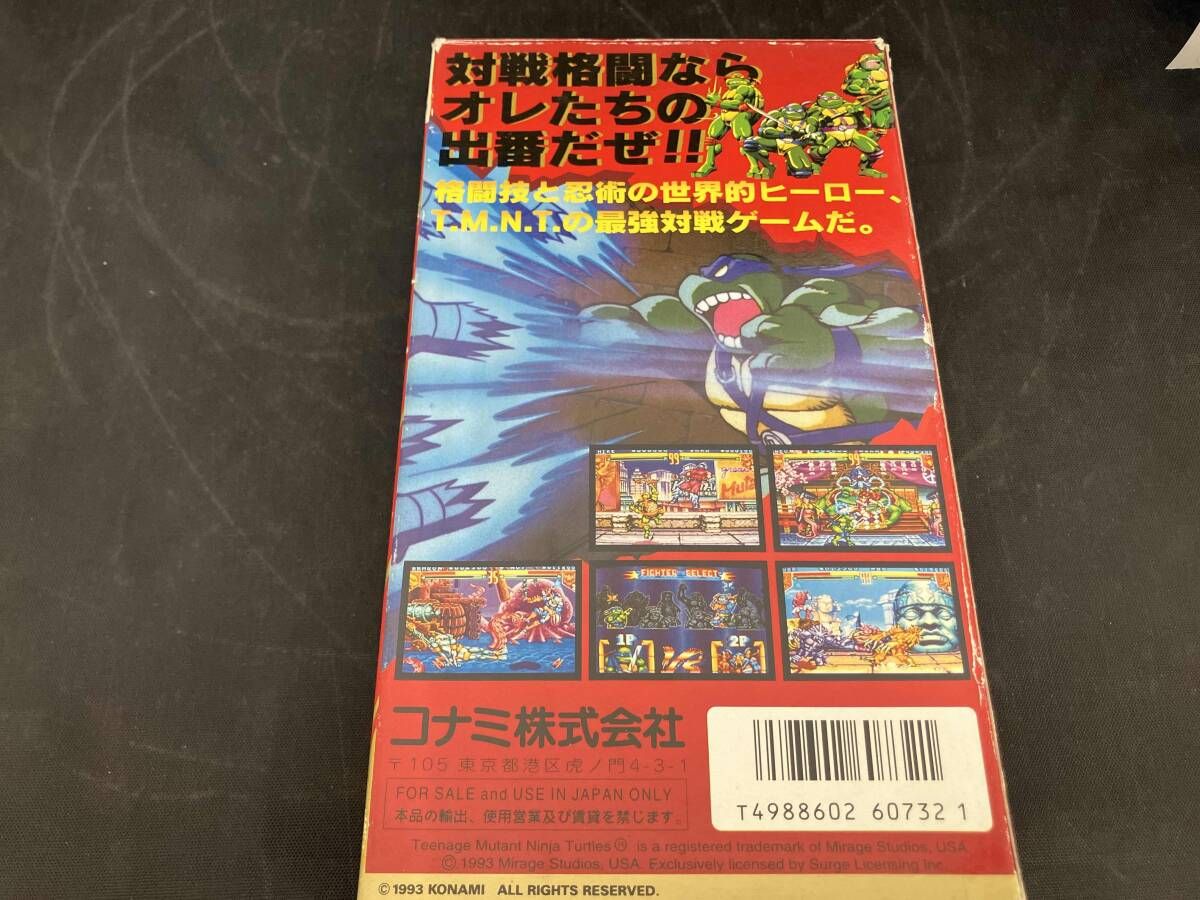 対戦格闘なら
オレたちの
出番だぜ!!
格闘技と忍術の世界的ヒーロー、
T.M.N.T.の最強対戦ゲームだ。
99
99
35
FIGHTER SELECT
1P
2P
VS
コナミ株式会社
〒105 東京都港区虎ノ門4-3-1
FOR SALE and USE IN JAPAN ONLY
本品の輸出、使用営業及び賃貸を禁じます。
T4988602 60732 1
Teenage Mutant Ninja Turtles® is a registered trademark of Mirage Studios, USA.
© 1993 Mirage Studios, USA. Exclusively licensed by Surge Licensing Inc.
© 1993 KONAMI ALL RIGHTS RESERVED.